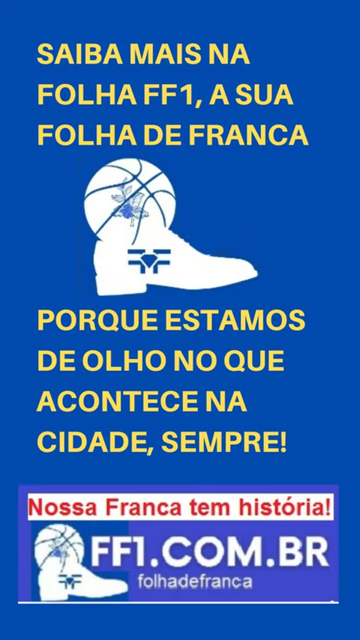 SAIBA MAIS NA
FOLHA FF1, A SUA
FOLHA DE FRANCA
PORQUE ESTAMOS
DE OLHO NO QUE
ACONTECE NA
CIDADE, SEMPRE!
Nossa Franca tem história!
FF1.COM.BR
folhadefranca